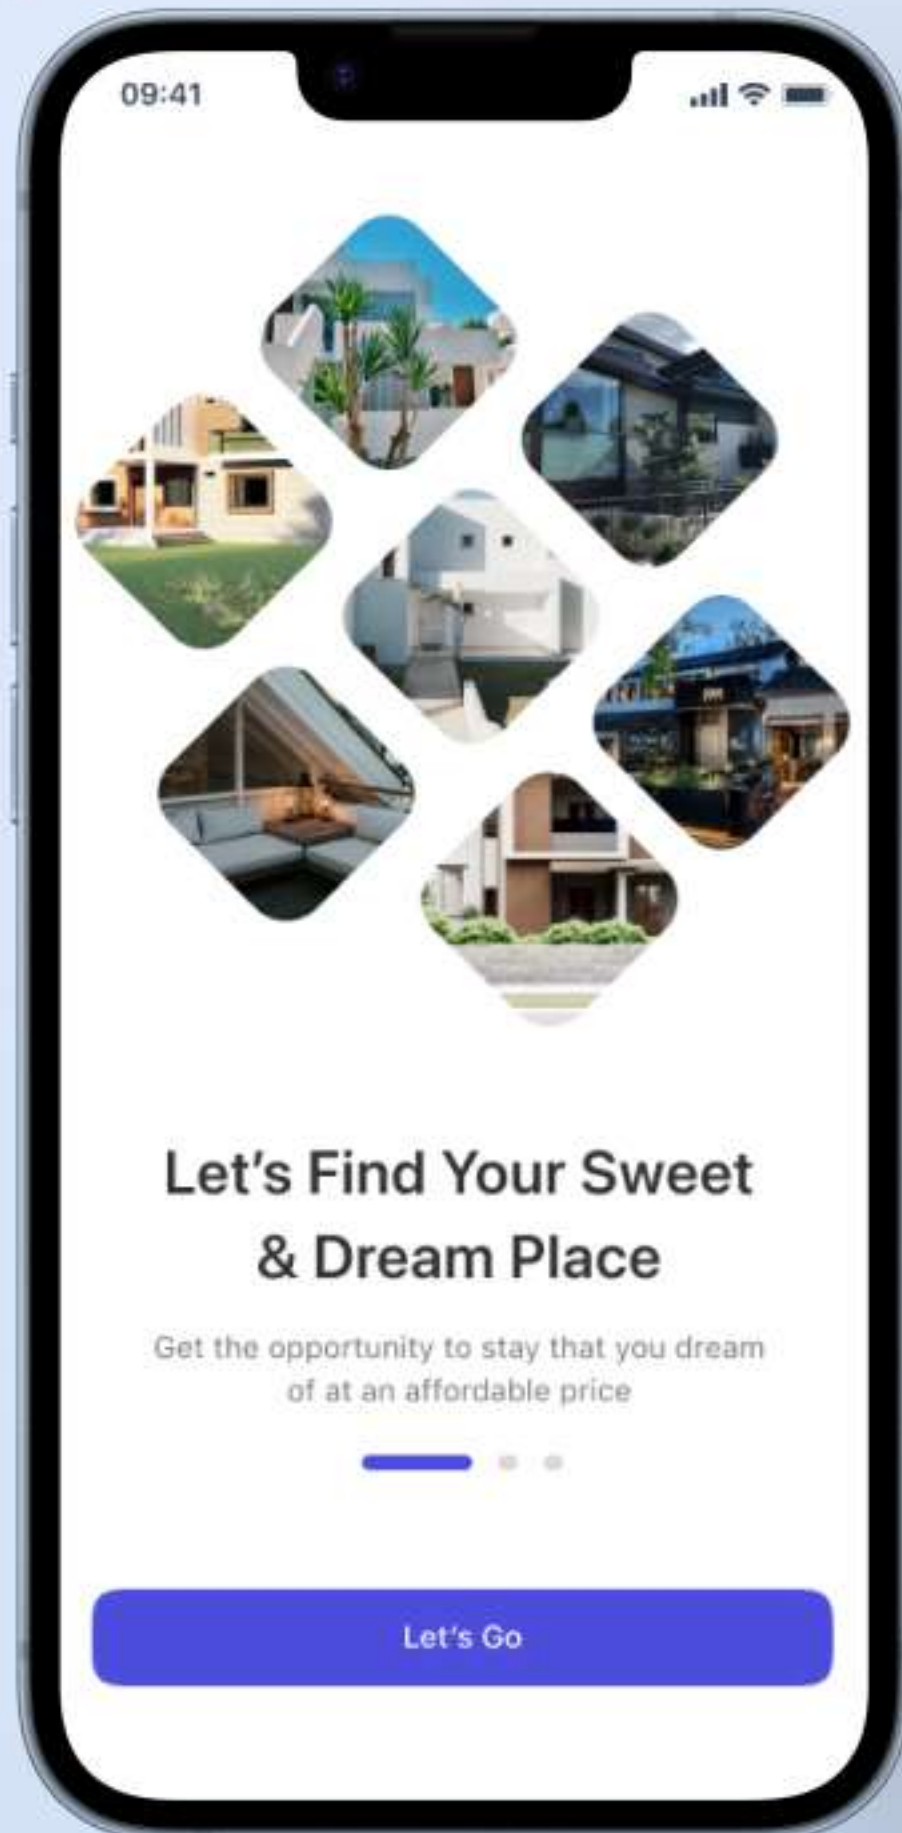 09:41
Let's Find Your Sweet
& Dream Place
Get the opportunity to stay that you dream
of at an affordable price
Let's Go